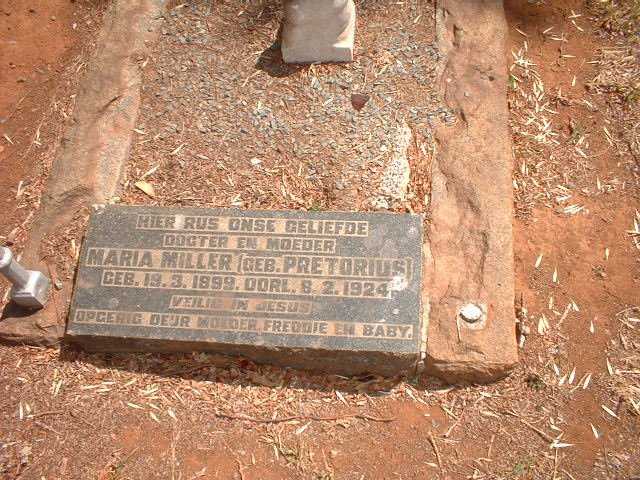 HIER RUS ONSE GELIEFDE
DOGTER EN MOEDER
MARIA MILLER (GEB. PRETORIUS)
GEB. 19.3.1899, OORL. 8.2.1924
VEILIG IN JESUS
OPGERIG DEUR MOEDER, FREDDIE EN BABY.